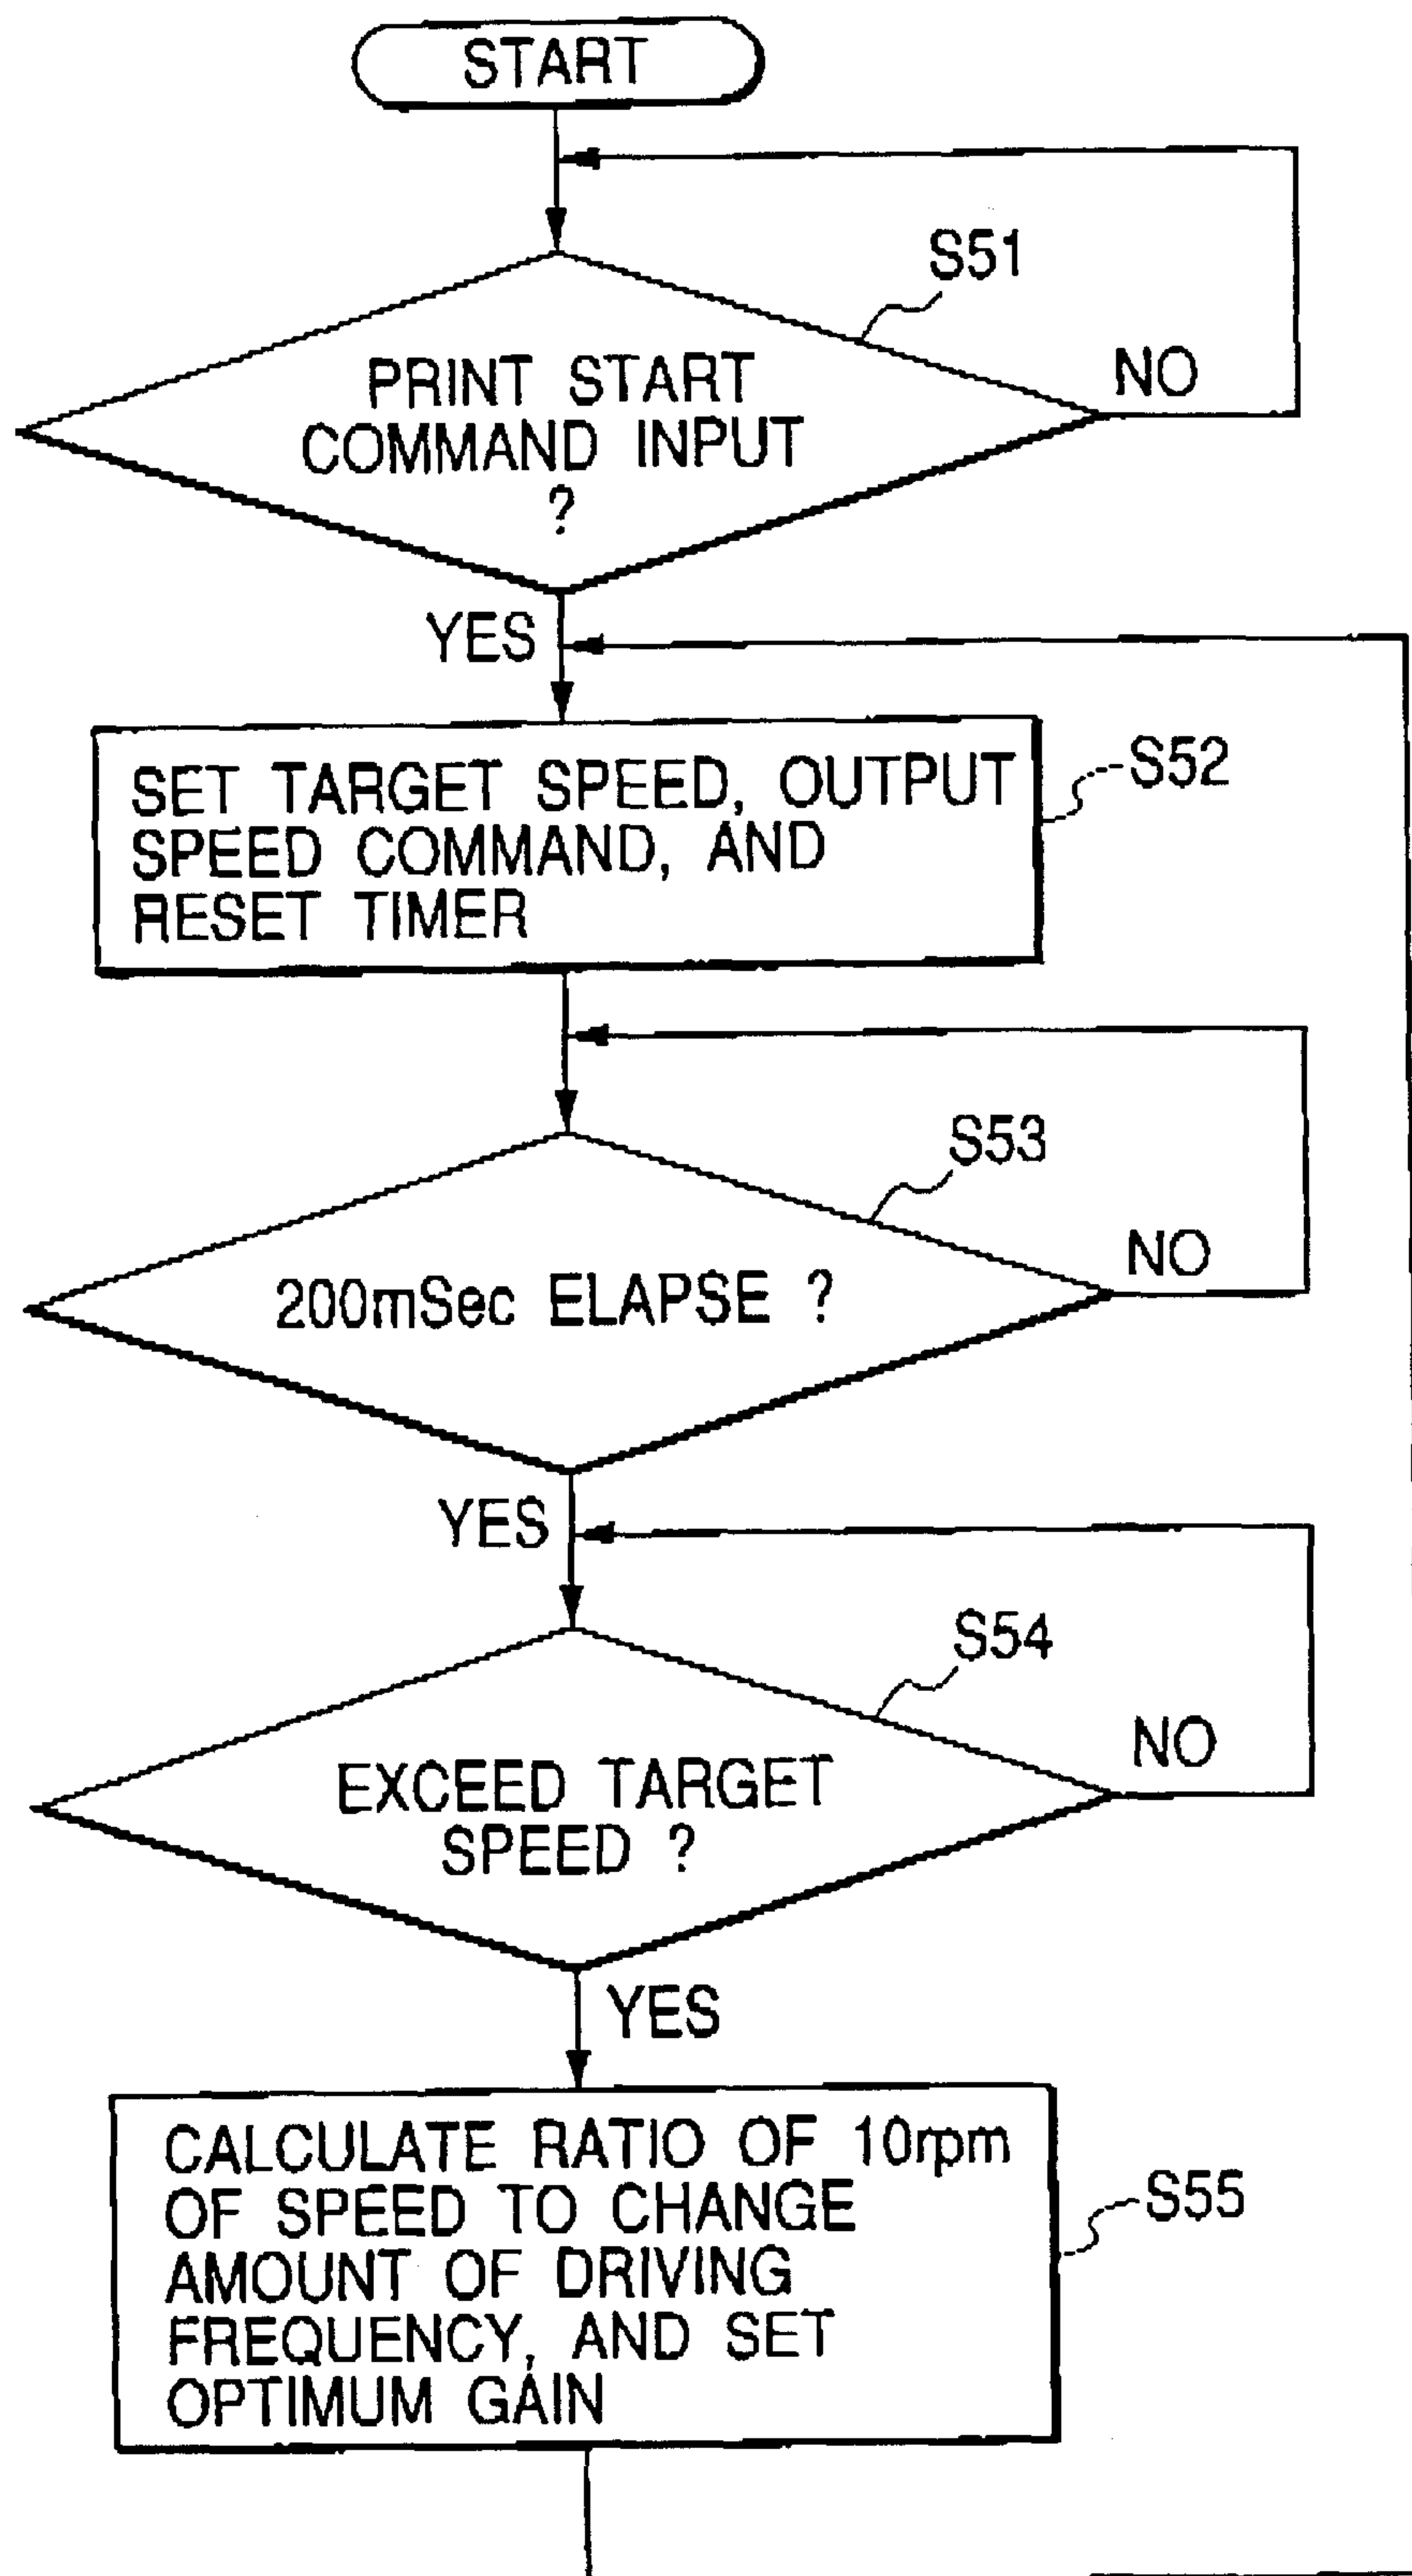 START
S51
PRINT START
COMMAND INPUT
?
NO
YES
SET TARGET SPEED, OUTPUT
SPEED COMMAND, AND
RESET TIMER
S52
S53
200mSec ELAPSE ?
NO
YES
S54
EXCEED TARGET
SPEED ?
NO
YES
CALCULATE RATIO OF 10rpm
OF SPEED TO CHANGE
AMOUNT OF DRIVING
FREQUENCY, AND SET
OPTIMUM GAIN
S55